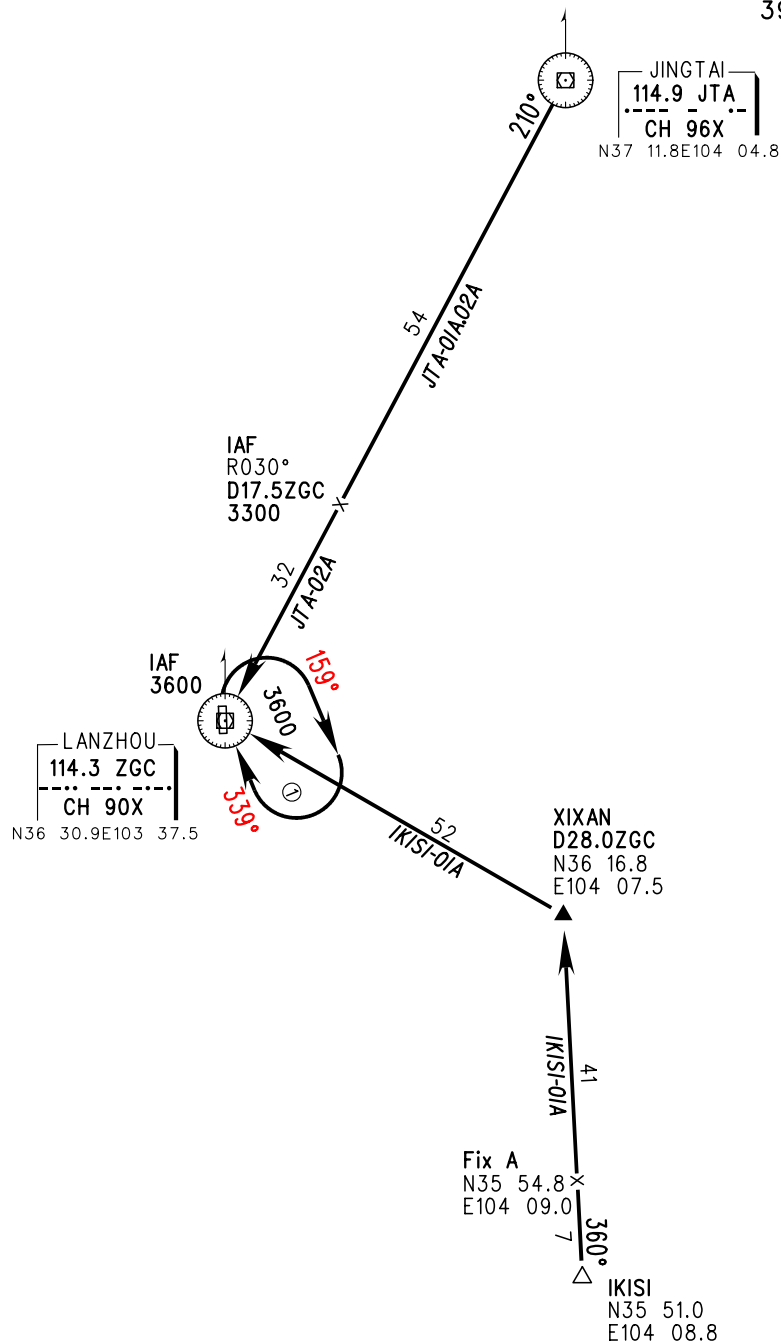 39
JINGTAI
114.9 JTA
CH 96X
N37 11.8E104 04.8
210°
54
JTA-01A.02A
IAF
R030°
D17.5ZGC
3300
32
JTA-02A
IAF
3600
159°
3600
LANZHOU
114.3 ZGC
CH 90X
N36 30.9E103 37.5
339°
1
52
IKISI-01A
XIXAN
D28.0ZGC
N36 16.8
E104 07.5
41
IKISI-01A
Fix A
N35 54.8
E104 09.0
7
360°
IKISI
N35 51.0
E104 08.8